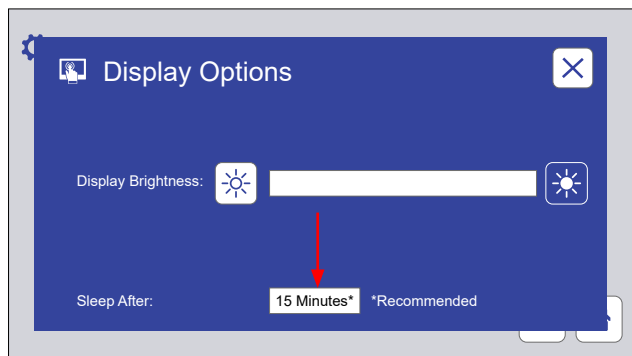 Display Options
Display Brightness:
Sleep After: 15 Minutes* *Recommended